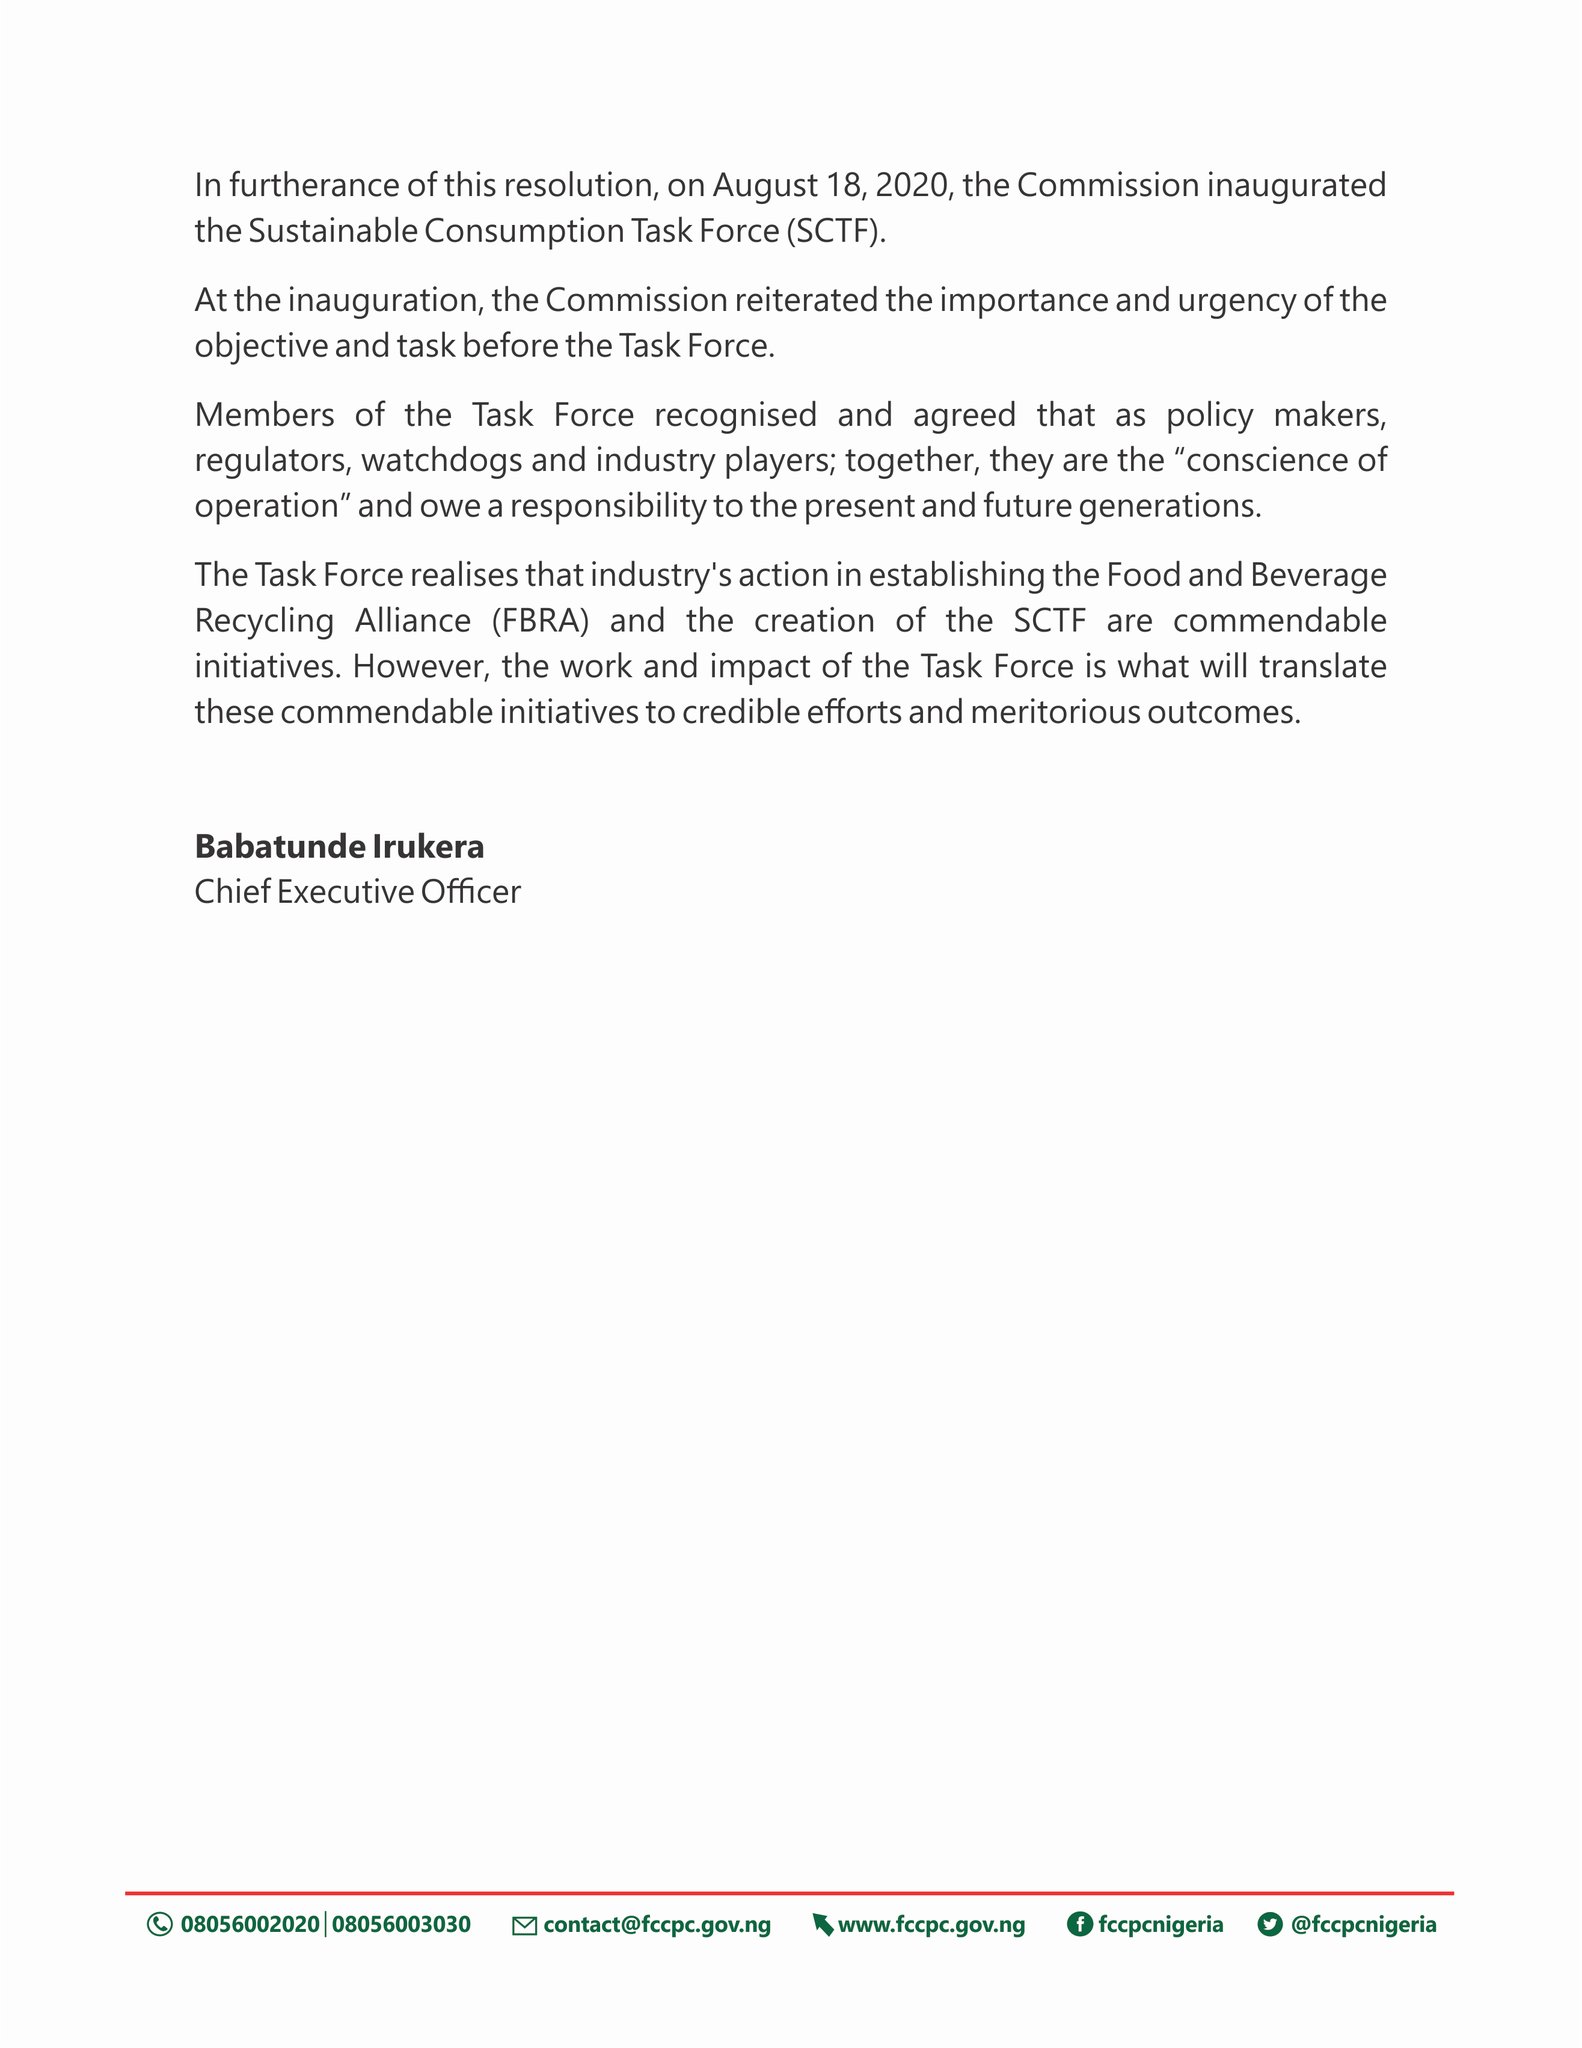 In furtherance of this resolution, on August 18, 2020, the Commission inaugurated
the Sustainable Consumption Task Force (SCTF).
At the inauguration, the Commission reiterated the importance and urgency of the
objective and task before the Task Force.
Members of the Task Force recognised and agreed that as policy makers,
regulators, watchdogs and industry players; together, they are the “conscience of
operation” and owe a responsibility to the present and future generations.
The Task Force realises that industry's action in establishing the Food and Beverage
Recycling Alliance (FBRA) and the creation of the SCTF are commendable
initiatives. However, the work and impact of the Task Force is what will translate
these commendable initiatives to credible efforts and meritorious outcomes.
Babatunde Irukera
Chief Executive Officer
08056002020|08056003030 contact@fccpc.gov.ng www.fccpc.gov.ng fccpcnigeria @fccpcnigeria